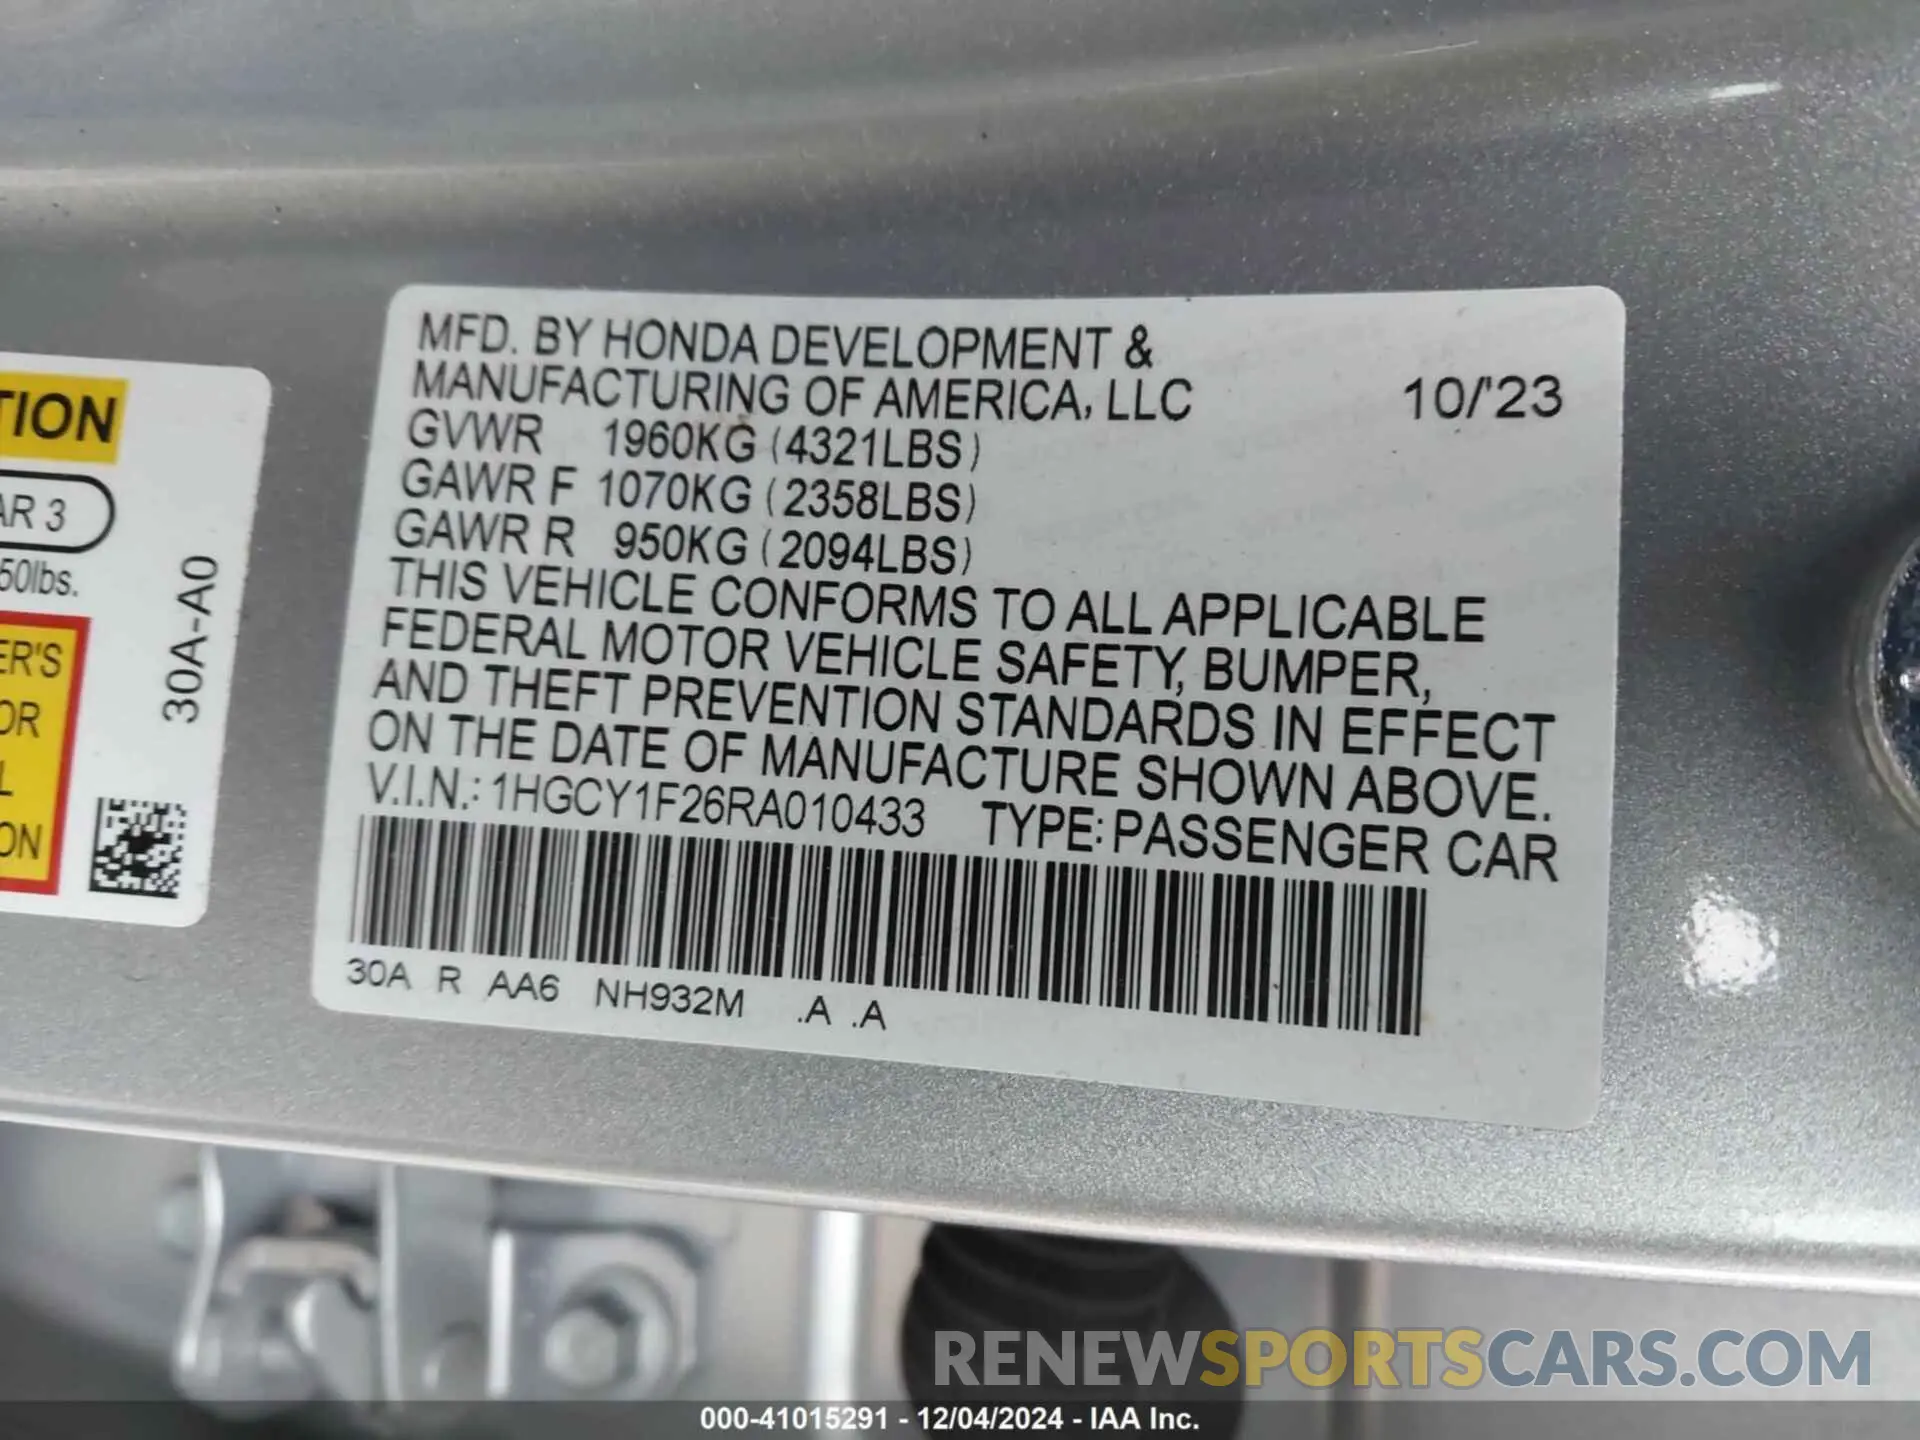 MFD. BY HONDA DEVELOPMENT &
MANUFACTURING OF AMERICA, LLC 10/'23
GVWR 1960KG (4321LBS)
GAWR F 1070KG (2358LBS)
GAWR R 950KG (2094LBS)
THIS VEHICLE CONFORMS TO ALL APPLICABLE
FEDERAL MOTOR VEHICLE SAFETY, BUMPER,
AND THEFT PREVENTION STANDARDS IN EFFECT
ON THE DATE OF MANUFACTURE SHOWN ABOVE.
V.I.N.: 1HGCY1F26RA010433 TYPE: PASSENGER CAR
30A R AA6 NH932M .A .A
TION
AR 3
50lbs.
ER'S
OR
L
ON
30A-A0
RENEWSPORTSCARS.COM
000-41015291 - 12/04/2024 - IAA Inc.